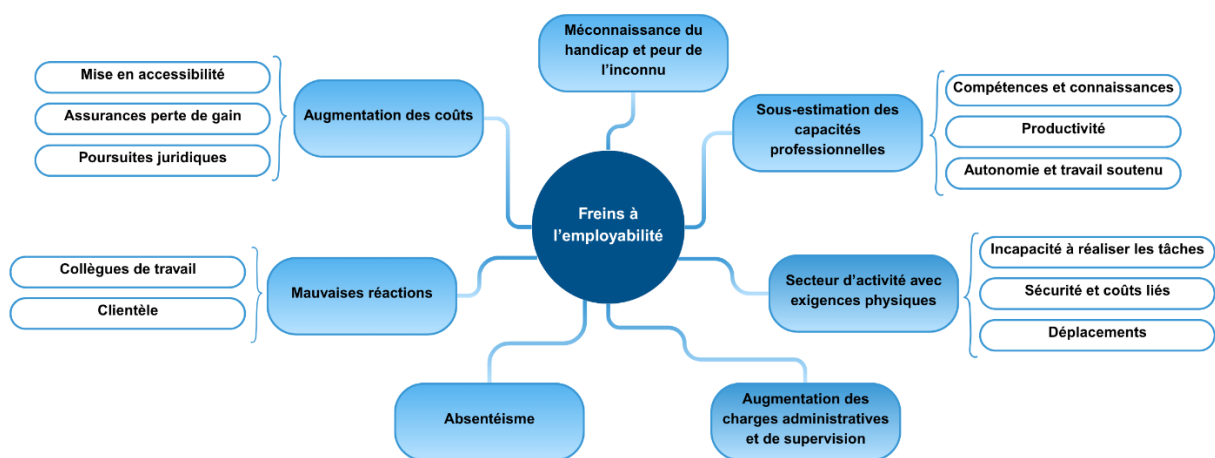 Méconnaissance du
handicap et peur de
l’inconnu
Mise en accessibilité
Assurances perte de gain
Poursuites juridiques
Augmentation des coûts
Sous-estimation des
capacités
professionnelles
Compétences et connaissances
Productivité
Autonomie et travail soutenu
Freins à
l’employabilité
Collègues de travail
Clientèle
Mauvaises réactions
Secteur d’activité avec
exigences physiques
Incapacité à réaliser les tâches
Sécurité et coûts liés
Déplacements
Absentéisme
Augmentation des
charges administratives
et de supervision